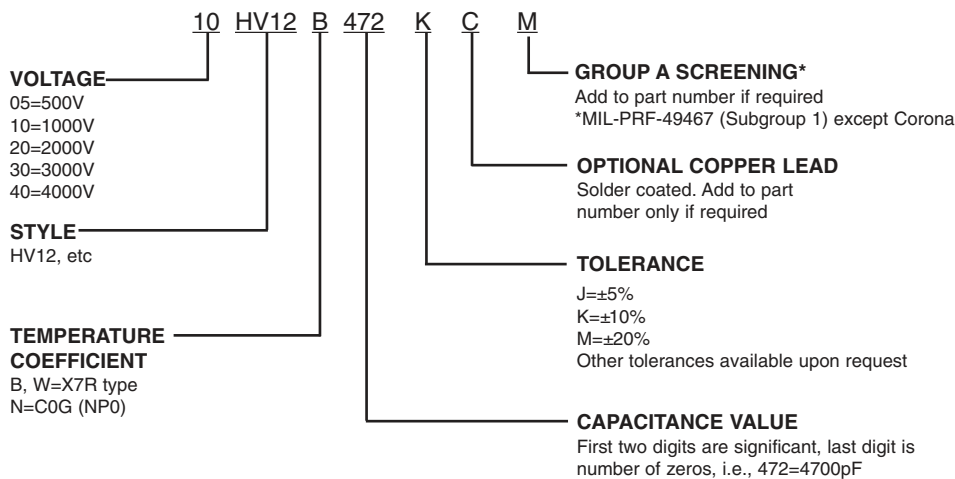 10 HV12 B 472 K C M
VOLTAGE
05=500V
10=1000V
20=2000V
30=3000V
40=4000V
STYLE
HV12, etc
TEMPERATURE
COEFFICIENT
B, W=X7R type
N=C0G (NP0)
GROUP A SCREENING*
Add to part number if required
*MIL-PRF-49467 (Subgroup 1) except Corona
OPTIONAL COPPER LEAD
Solder coated. Add to part
number only if required
TOLERANCE
J=±5%
K=±10%
M=±20%
Other tolerances available upon request
CAPACITANCE VALUE
First two digits are significant, last digit is
number of zeros, i.e., 472=4700pF